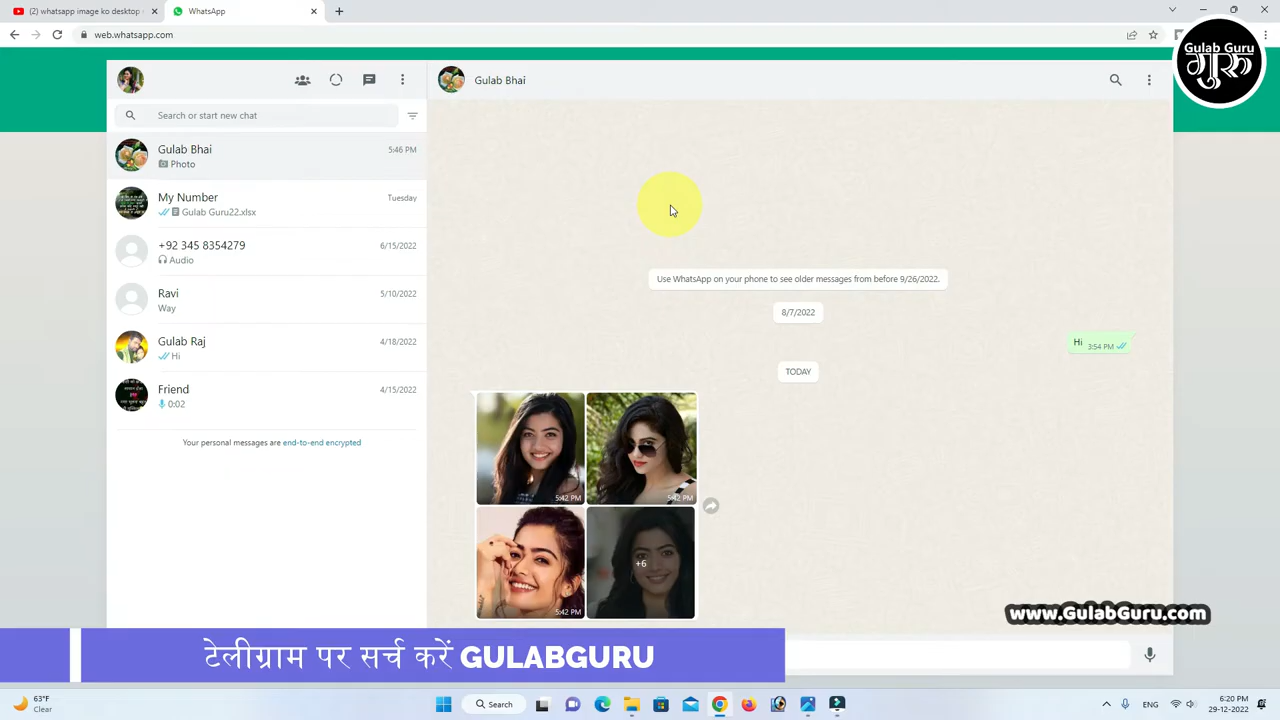 (2) whatsapp image ko desktop
WhatsApp
web.whatsapp.com
Gulab Guru
गुरु
Gulab Bhai
Search or start new chat
Gulab Bhai
5:46 PM
Photo
My Number
Tuesday
Gulab Guru22.xlsx
+92 345 8354279
6/15/2022
Audio
Ravi
5/10/2022
Way
Gulab Raj
4/18/2022
Hi
Friend
4/15/2022
0:02
Your personal messages are end-to-end encrypted
Use WhatsApp on your phone to see older messages from before 9/26/2022.
8/7/2022
Hi 3:54 PM
TODAY
5:42 PM
5:42 PM
5:42 PM
+6
www.GulabGuru.com
टेलीग्राम पर सर्च करें GULABGURU
63°F
Clear
Search
ENG
6:20 PM
29-12-2022